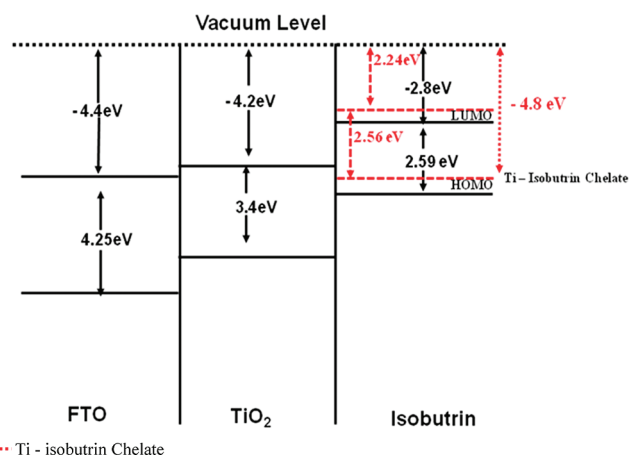 Vacuum Level
2.24eV
-4.4eV
-4.2eV
-2.8eV
- 4.8 eV
LUMO
2.56 eV
2.59 eV
Ti – Isobutrin Chelate
HOMO
3.4eV
4.25eV
FTO
TiO₂
Isobutrin
Ti - isobutrin Chelate